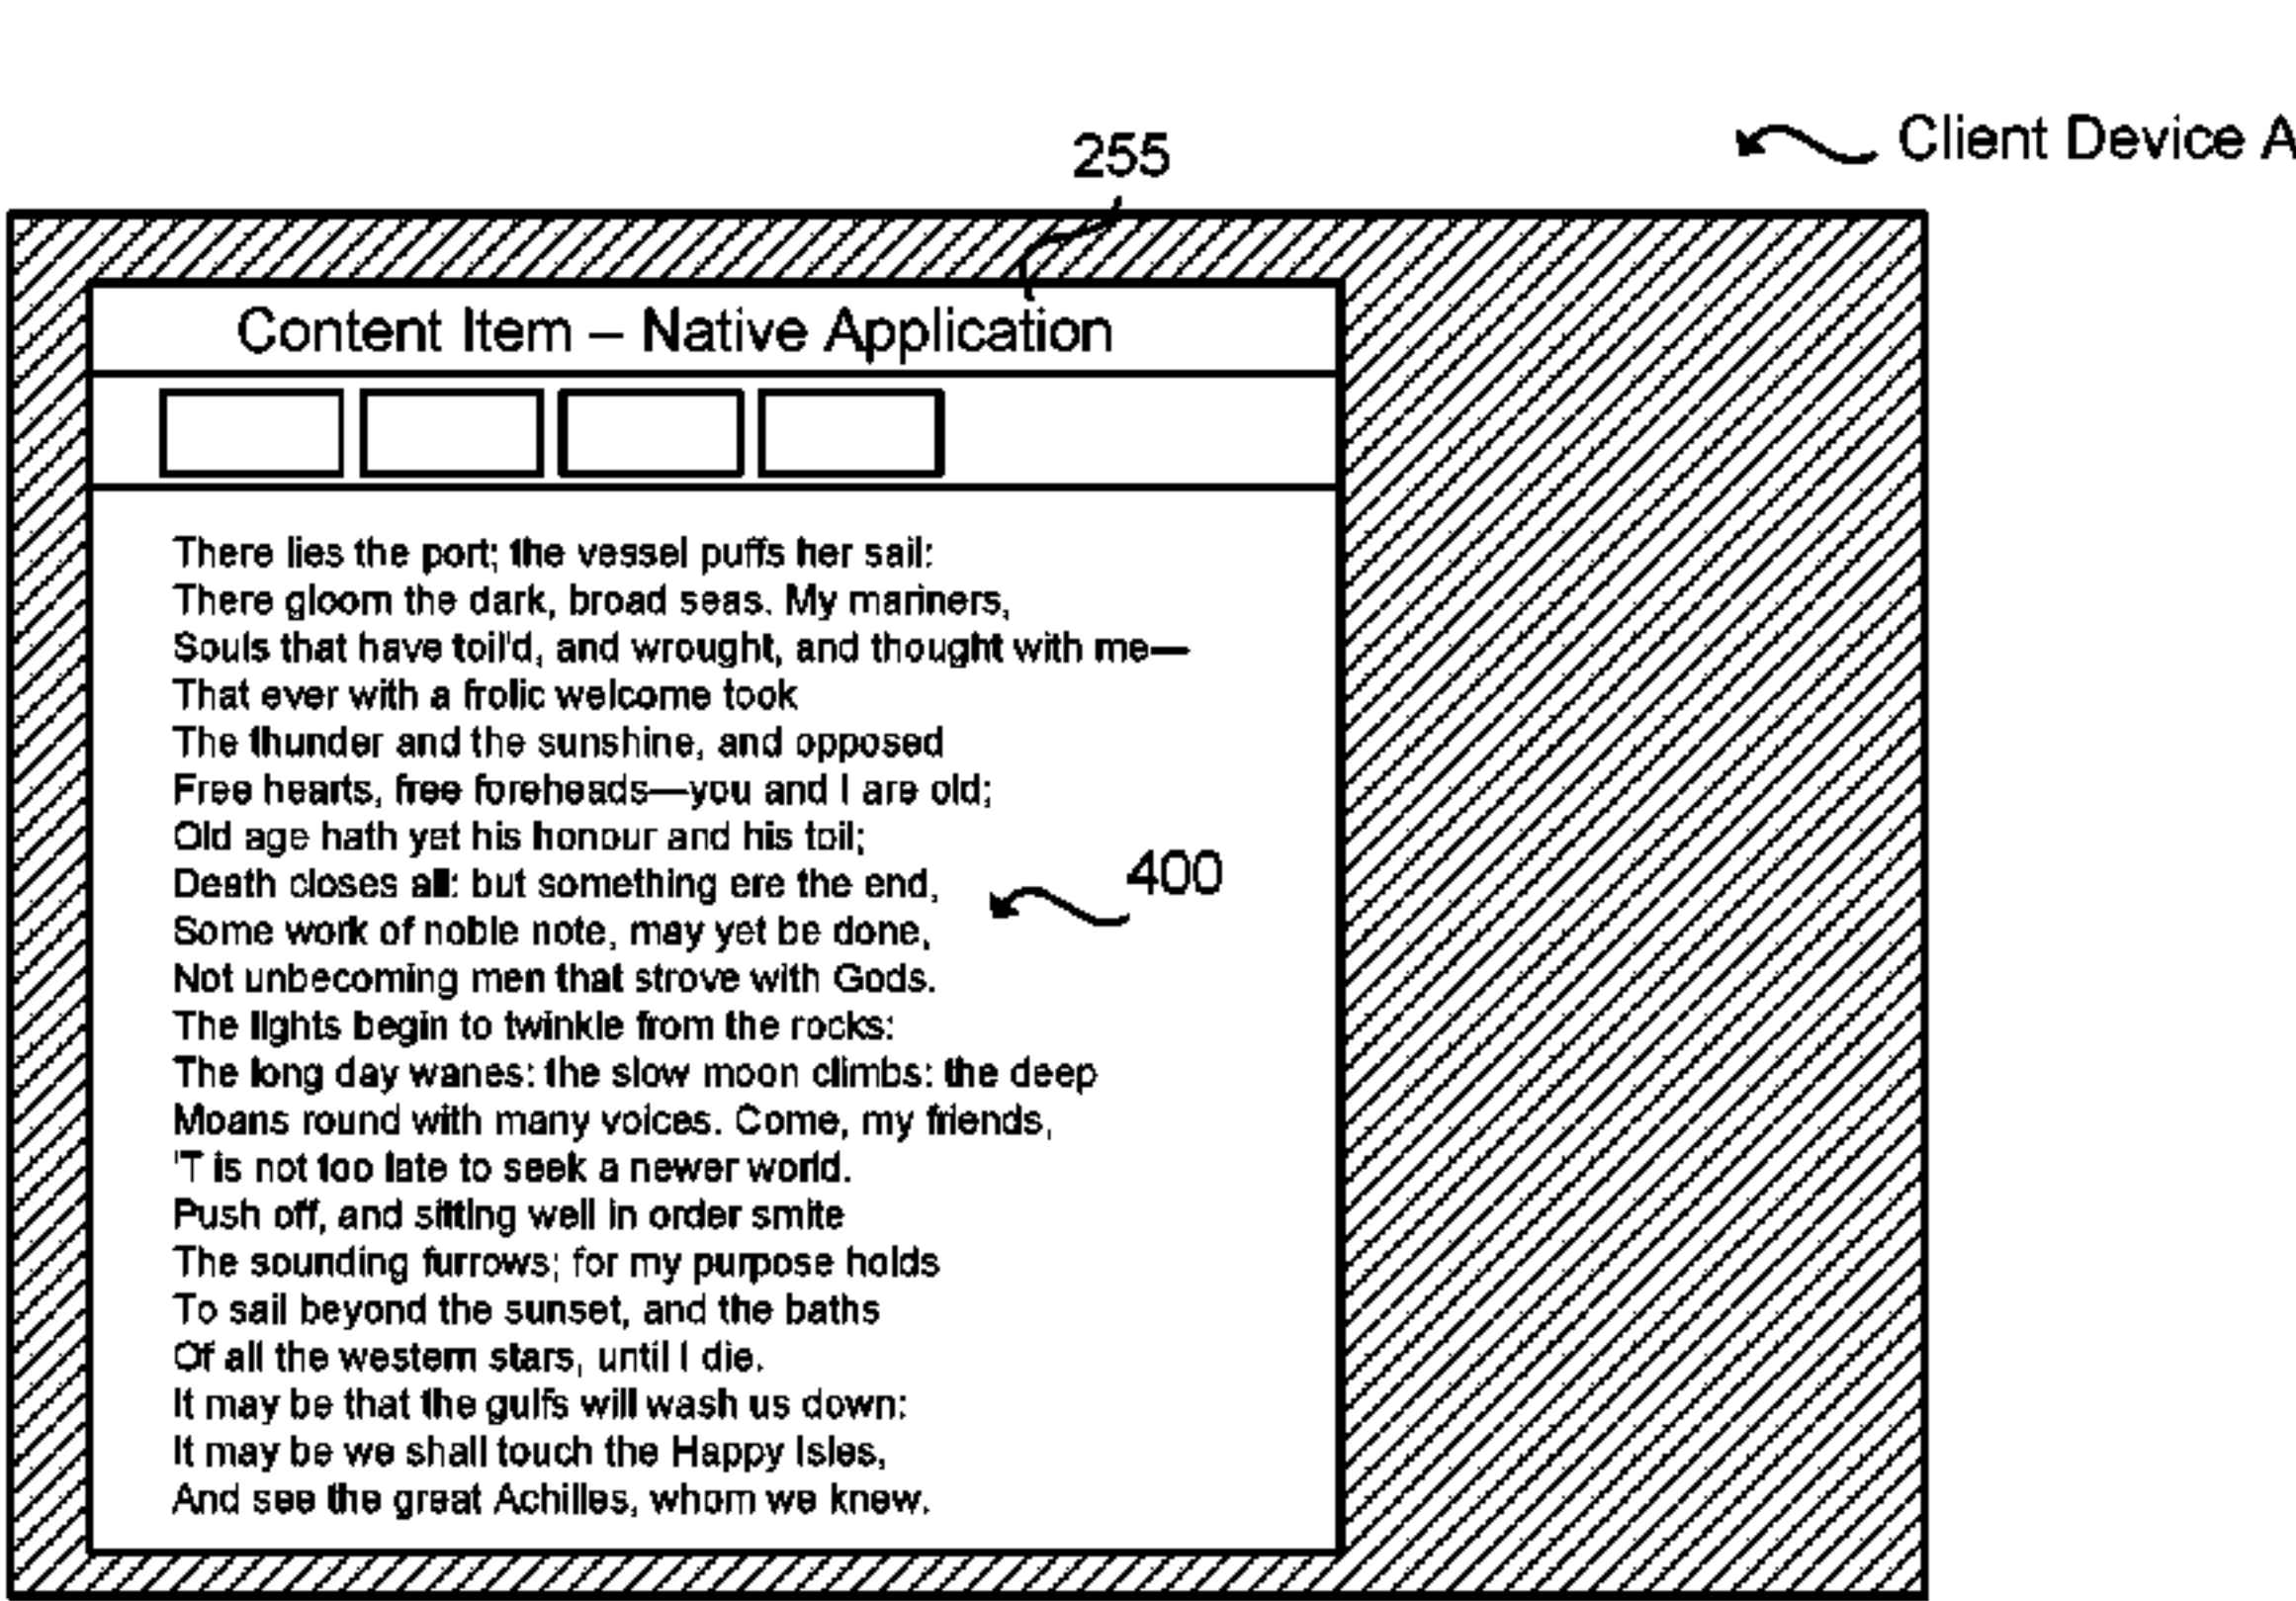 Client Device A
255
Content Item – Native Application
There lies the port; the vessel puffs her sail:
There gloom the dark, broad seas. My mariners,
Souls that have toil'd, and wrought, and thought with me—
That ever with a frolic welcome took
The thunder and the sunshine, and opposed
Free hearts, free foreheads—you and I are old;
Old age hath yet his honour and his toil;
Death closes all: but something ere the end,
400
Some work of noble note, may yet be done,
Not unbecoming men that strove with Gods.
The lights begin to twinkle from the rocks:
The long day wanes: the slow moon climbs: the deep
Moans round with many voices. Come, my friends,
'T is not too late to seek a newer world.
Push off, and sitting well in order smite
The sounding furrows; for my purpose holds
To sail beyond the sunset, and the baths
Of all the western stars, until I die.
It may be that the gulfs will wash us down:
It may be we shall touch the Happy Isles,
And see the great Achilles, whom we knew.